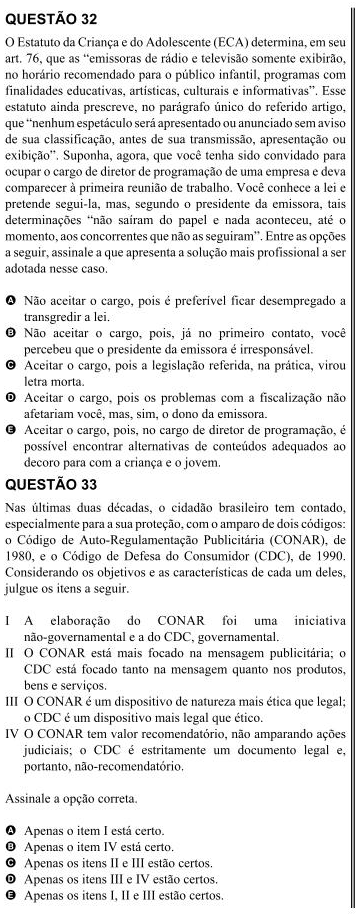 QUESTÃO 32
O Estatuto da Criança e do Adolescente (ECA) determina, em seu
art. 76, que as “emissoras de rádio e televisão somente exibirão,
no horário recomendado para o público infantil, programas com
finalidades educativas, artísticas, culturais e informativas”. Esse
estatuto ainda prescreve, no parágrafo único do referido artigo,
que “nenhum espetáculo será apresentado ou anunciado sem aviso
de sua classificação, antes de sua transmissão, apresentação ou
exibição”. Suponha, agora, que você tenha sido convidado para
ocupar o cargo de diretor de programação de uma empresa e deva
comparecer à primeira reunião de trabalho. Você conhece a lei e
pretende segui-la, mas, segundo o presidente da emissora, tais
determinações “não saíram do papel e nada aconteceu, até o
momento, aos concorrentes que não as seguiram”. Entre as opções
a seguir, assinale a que apresenta a solução mais profissional a ser
adotada nesse caso.
A Não aceitar o cargo, pois é preferível ficar desempregado a
transgredir a lei.
B Não aceitar o cargo, pois, já no primeiro contato, você
percebeu que o presidente da emissora é irresponsável.
C Aceitar o cargo, pois a legislação referida, na prática, virou
letra morta.
D Aceitar o cargo, pois os problemas com a fiscalização não
afetariam você, mas, sim, o dono da emissora.
E Aceitar o cargo, pois, no cargo de diretor de programação, é
possível encontrar alternativas de conteúdos adequados ao
decoro para com a criança e o jovem.
QUESTÃO 33
Nas últimas duas décadas, o cidadão brasileiro tem contado,
especialmente para a sua proteção, com o amparo de dois códigos:
o Código de Auto-Regulamentação Publicitária (CONAR), de
1980, e o Código de Defesa do Consumidor (CDC), de 1990.
Considerando os objetivos e as características de cada um deles,
julgue os itens a seguir.
I A elaboração do CONAR foi uma iniciativa
não-governamental e a do CDC, governamental.
II O CONAR está mais focado na mensagem publicitária; o
CDC está focado tanto na mensagem quanto nos produtos,
bens e serviços.
III O CONAR é um dispositivo de natureza mais ética que legal;
o CDC é um dispositivo mais legal que ético.
IV O CONAR tem valor recomendatório, não amparando ações
judiciais; o CDC é estritamente um documento legal e,
portanto, não-recomendatório.
Assinale a opção correta.
A Apenas o item I está certo.
B Apenas o item IV está certo.
C Apenas os itens II e III estão certos.
D Apenas os itens III e IV estão certos.
E Apenas os itens I, II e III estão certos.